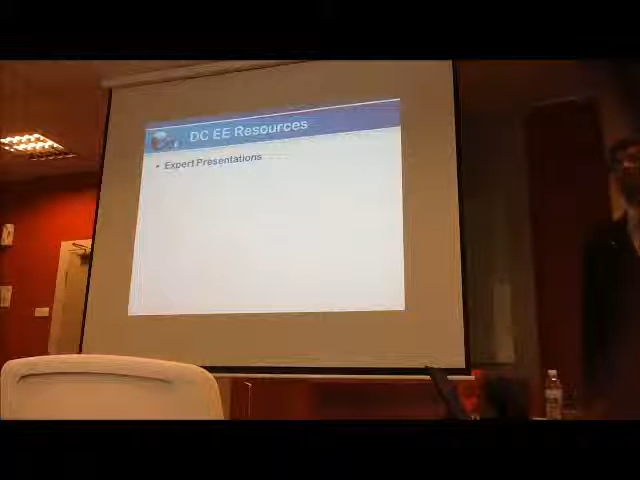 DC EE Resources
• Expert Presentations